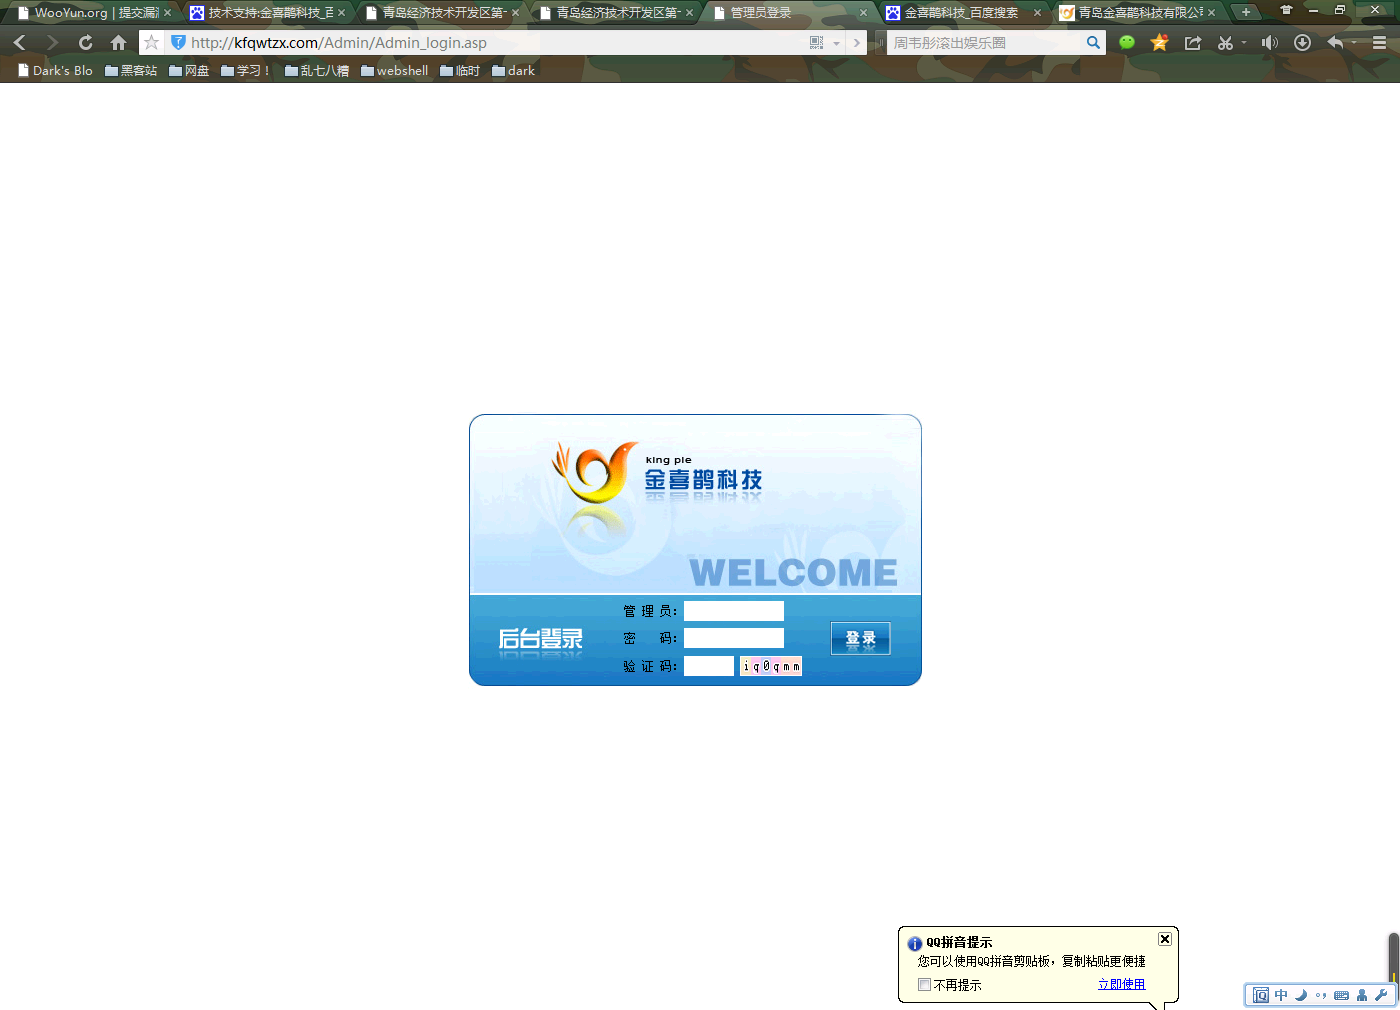 WooYun.org | 提交漏洞
技术支持:金喜鹊科技_百
青岛经济技术开发区第一
青岛经济技术开发区第一
管理员登录
金喜鹊科技_百度搜索
青岛金喜鹊科技有限公司
http://kfqwtzx.com/Admin/Admin_login.asp
周韦彤滚出娱乐圈
Dark's Blo
黑客站
网盘
学习！
乱七八糟
webshell
临时
dark
king pie
金喜鹊科技
WELCOME
后台登录
管 理 员：
密 码：
验 证 码：
iq0qmm
登录
QQ拼音提示
您可以使用QQ拼音剪贴板，复制粘贴更便捷
不再提示
立即使用
中